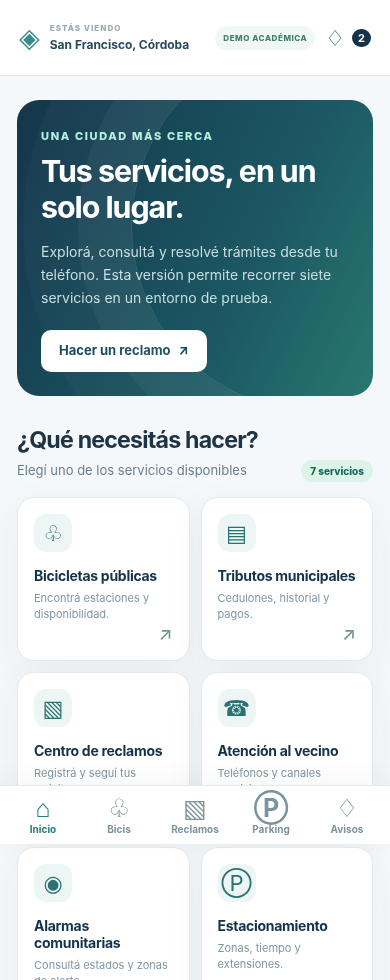 ESTÁS VIENDO
San Francisco, Córdoba
DEMO ACADÉMICA
2
UNA CIUDAD MÁS CERCA
Tus servicios, en un
solo lugar.
Explorá, consultá y resolvé trámites desde tu
teléfono. Esta versión permite recorrer siete
servicios en un entorno de prueba.
Hacer un reclamo
¿Qué necesitás hacer?
Elegí uno de los servicios disponibles
7 servicios
Bicicletas públicas
Encontrá estaciones y
disponibilidad.
Tributos municipales
Cedulones, historial y
pagos.
Centro de reclamos
Registrá y seguí tus
Atención al vecino
Teléfonos y canales
Inicio
Bicis
Reclamos
P
Parking
Avisos
Alarmas
comunitarias
Consultá estados y zonas
de alerta.
P
Estacionamiento
Zonas, tiempo y
extensiones.